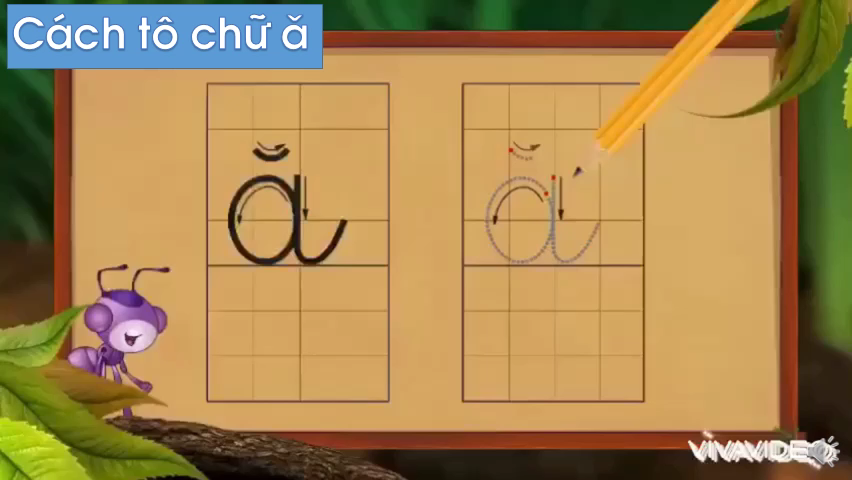 Cách tô chữ ă
ă ă
VIVAVIDEO